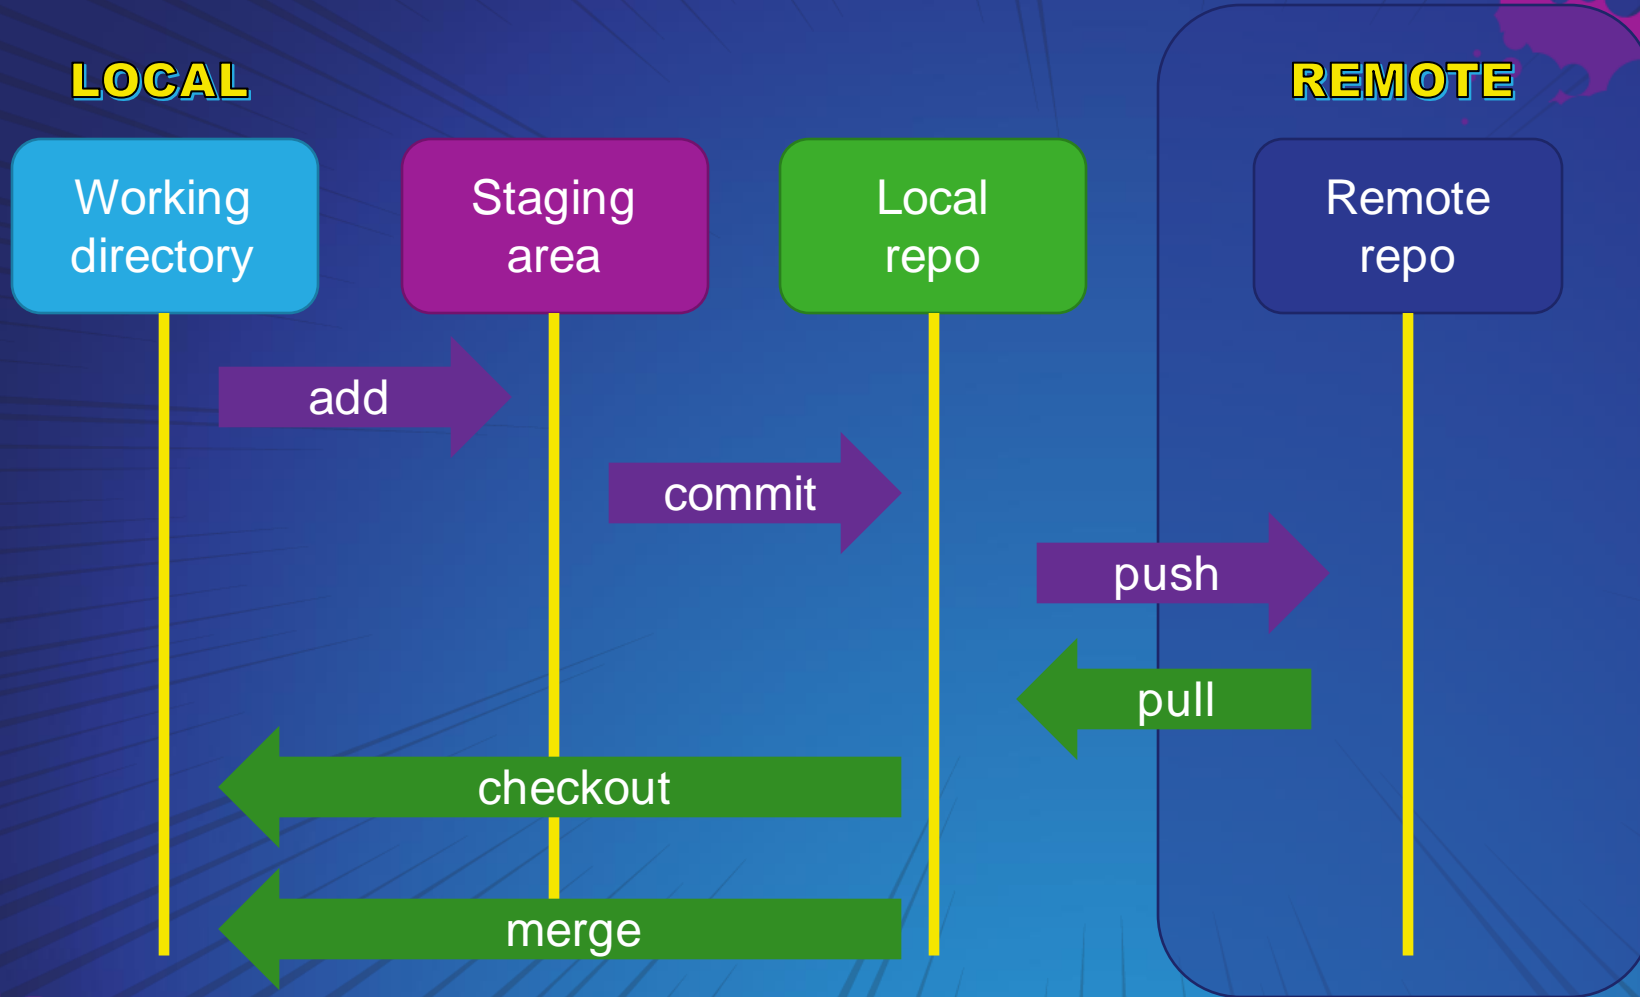 LOCAL
REMOTE
Working
directory
Staging
area
Local
repo
Remote
repo
add
commit
push
pull
checkout
merge